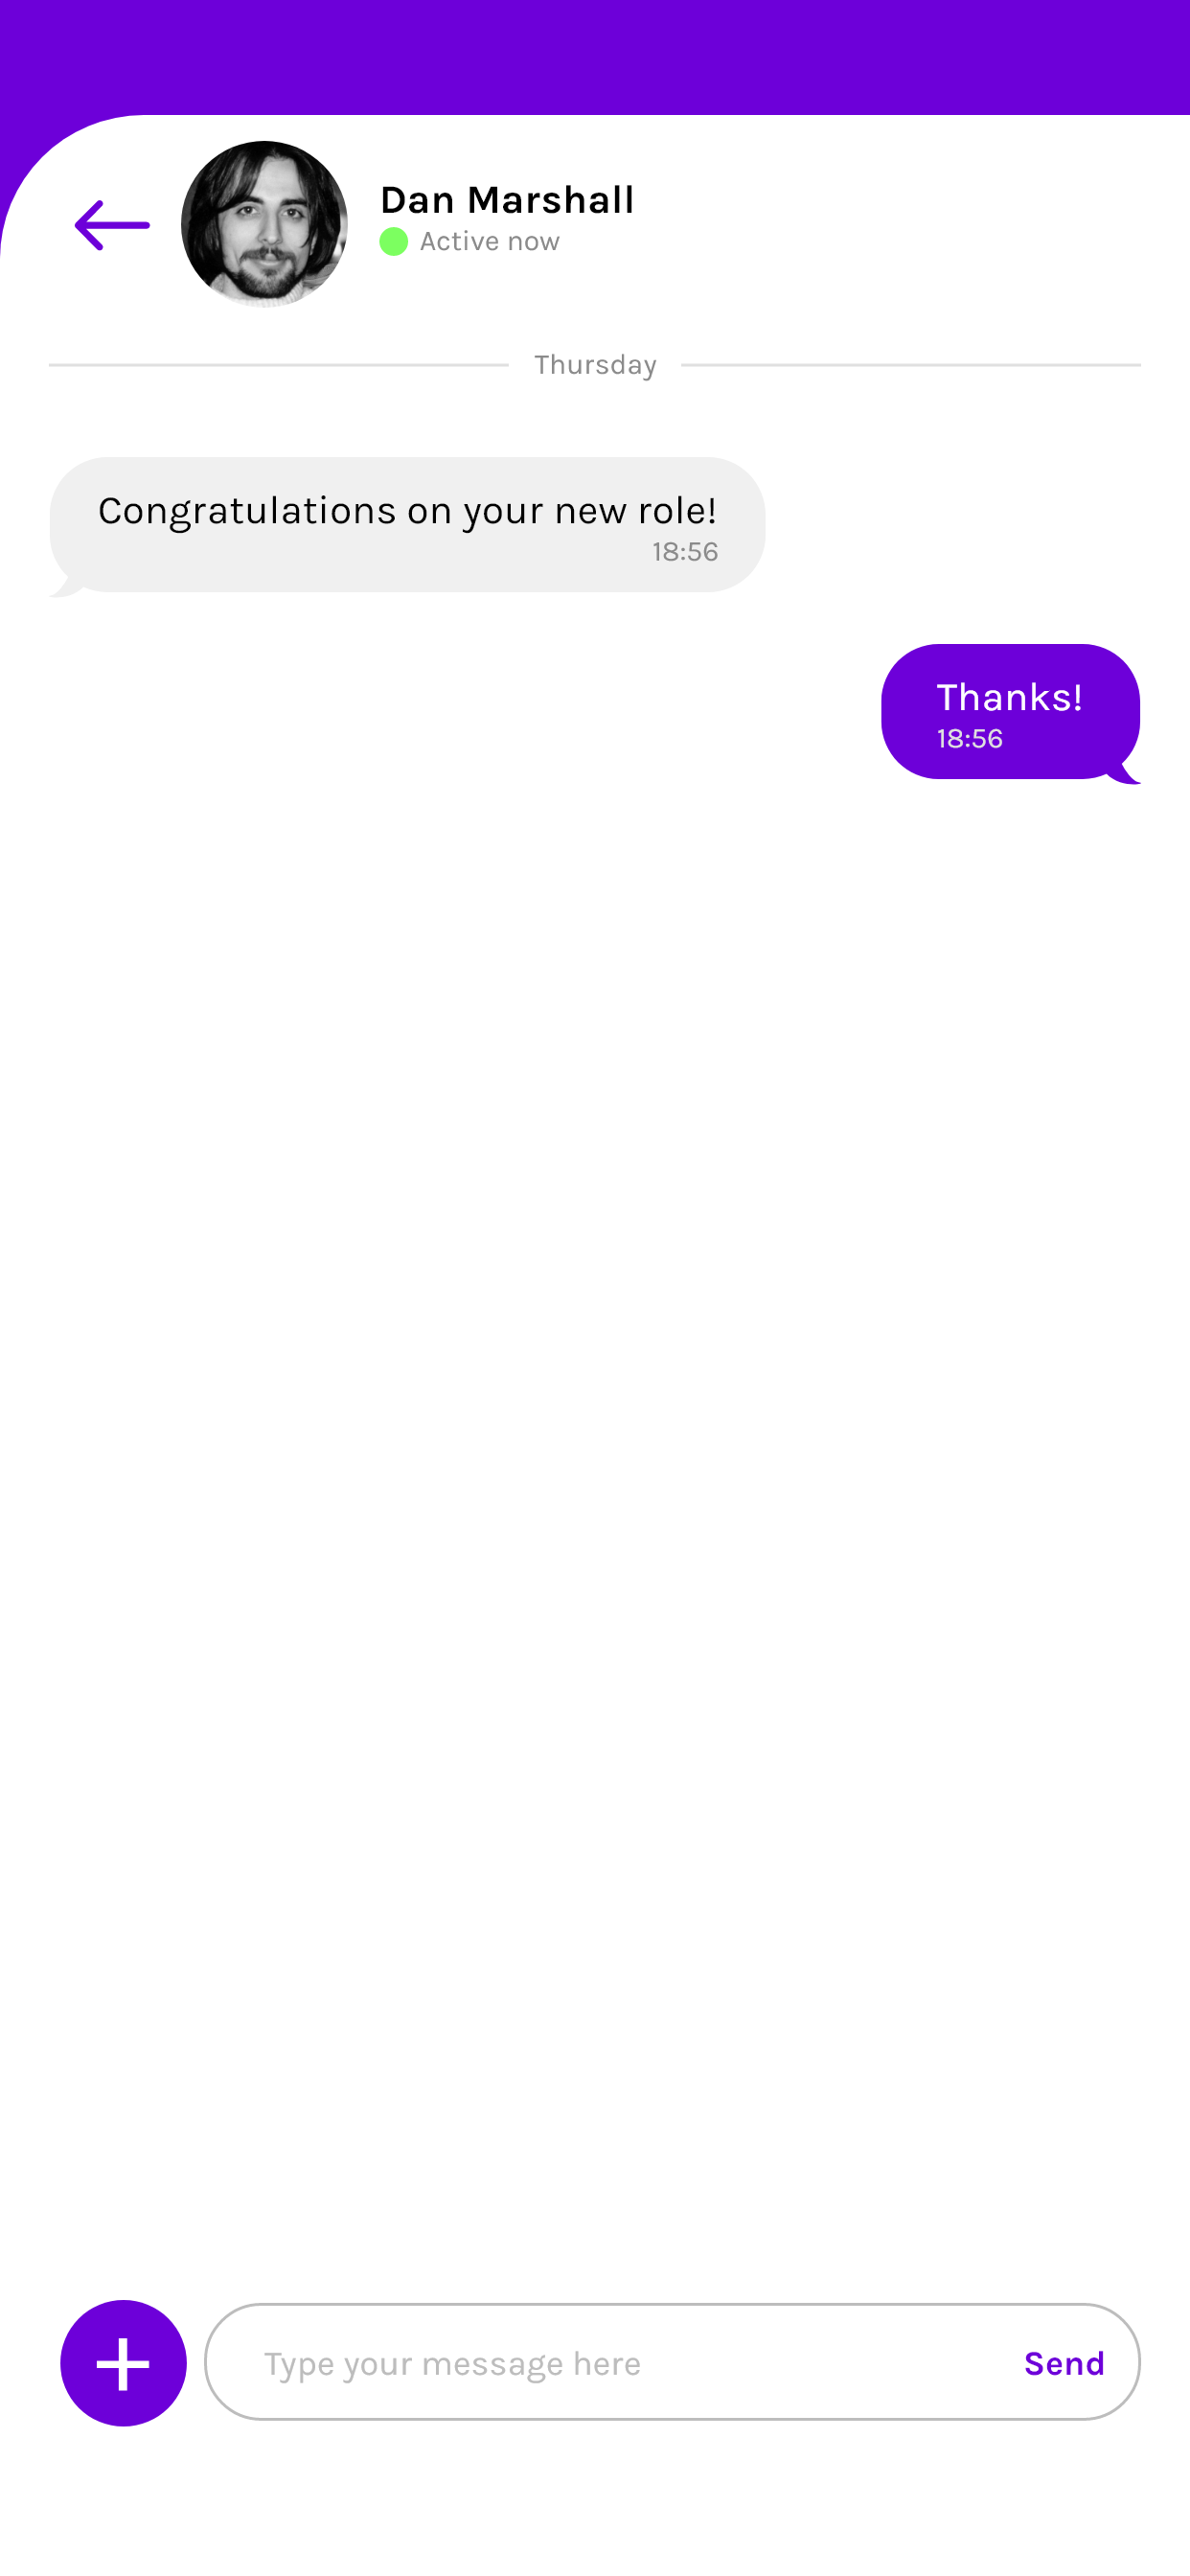 Dan Marshall
Active now
Thursday
Congratulations on your new role!
18:56
Thanks!
18:56
Type your message here
Send